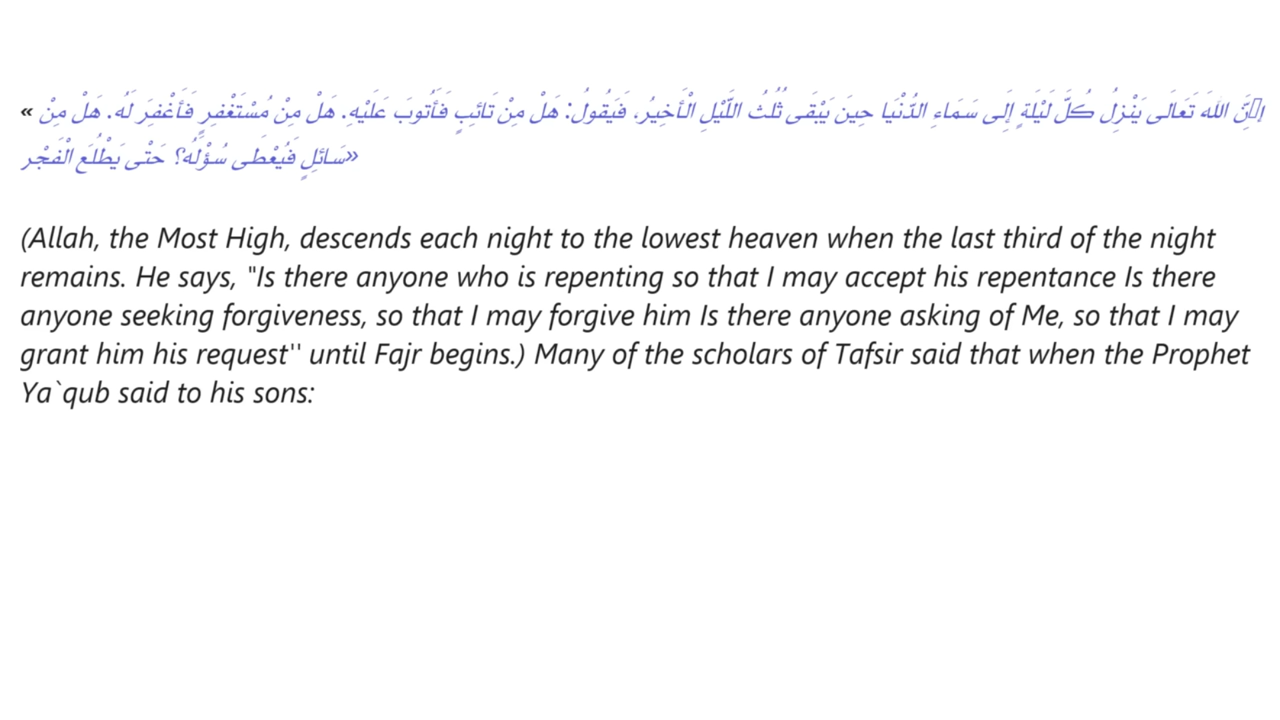 « إِنَّ اللهَ تَعَالَى يَنْزِلُ كُلَّ لَيْلَةٍ إِلَى سَمَاءِ الدُّنْيَا حِينَ يَبْقَى ثُلُثُ اللَّيْلِ الْأَخِيرُ، فَيَقُولُ: هَلْ مِنْ تَائِبٍ فَأَتُوبَ عَلَيْهِ. هَلْ مِنْ مُسْتَغْفِرٍ فَأَغْفِرَ لَه. هَلْ مِنْ
سَائِلٍ فَيُعْطَى سُؤْلَه؟ حَتْى يَطْلُعَ الْفَجْر»
(Allah, the Most High, descends each night to the lowest heaven when the last third of the night
remains. He says, "Is there anyone who is repenting so that I may accept his repentance Is there
anyone seeking forgiveness, so that I may forgive him Is there anyone asking of Me, so that I may
grant him his request'' until Fajr begins.) Many of the scholars of Tafsir said that when the Prophet
Ya`qub said to his sons: